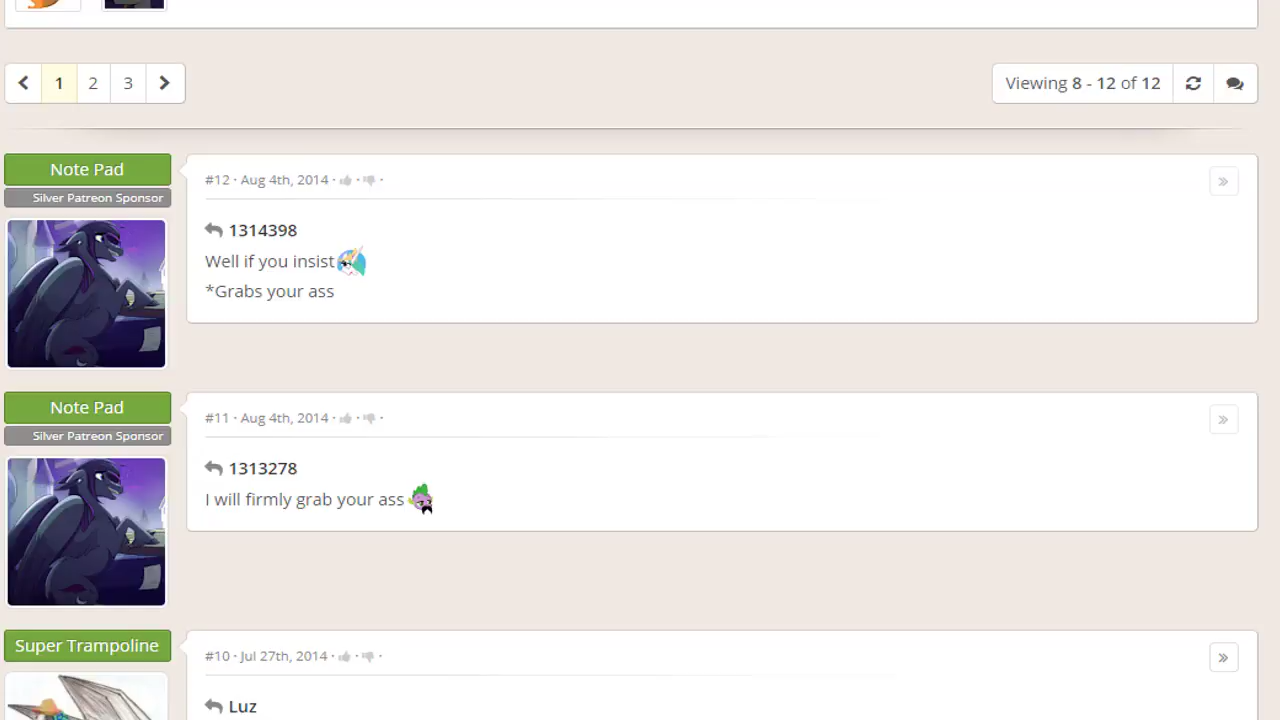 1 2 3
Viewing 8 - 12 of 12
Note Pad
Silver Patreon Sponsor
#12 · Aug 4th, 2014 · · ·
1314398
Well if you insist
*Grabs your ass
Note Pad
Silver Patreon Sponsor
#11 · Aug 4th, 2014 · · ·
1313278
I will firmly grab your ass
Super Trampoline
#10 · Jul 27th, 2014 · · ·
Luz